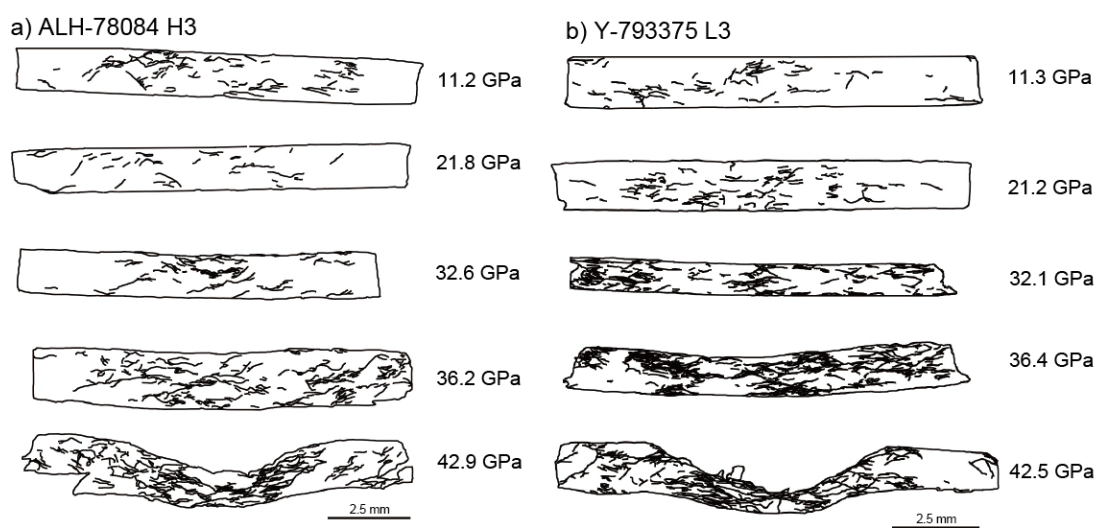 a) ALH-78084 H3
11.2 GPa
21.8 GPa
32.6 GPa
36.2 GPa
42.9 GPa
2.5 mm
b) Y-793375 L3
11.3 GPa
21.2 GPa
32.1 GPa
36.4 GPa
42.5 GPa
2.5 mm